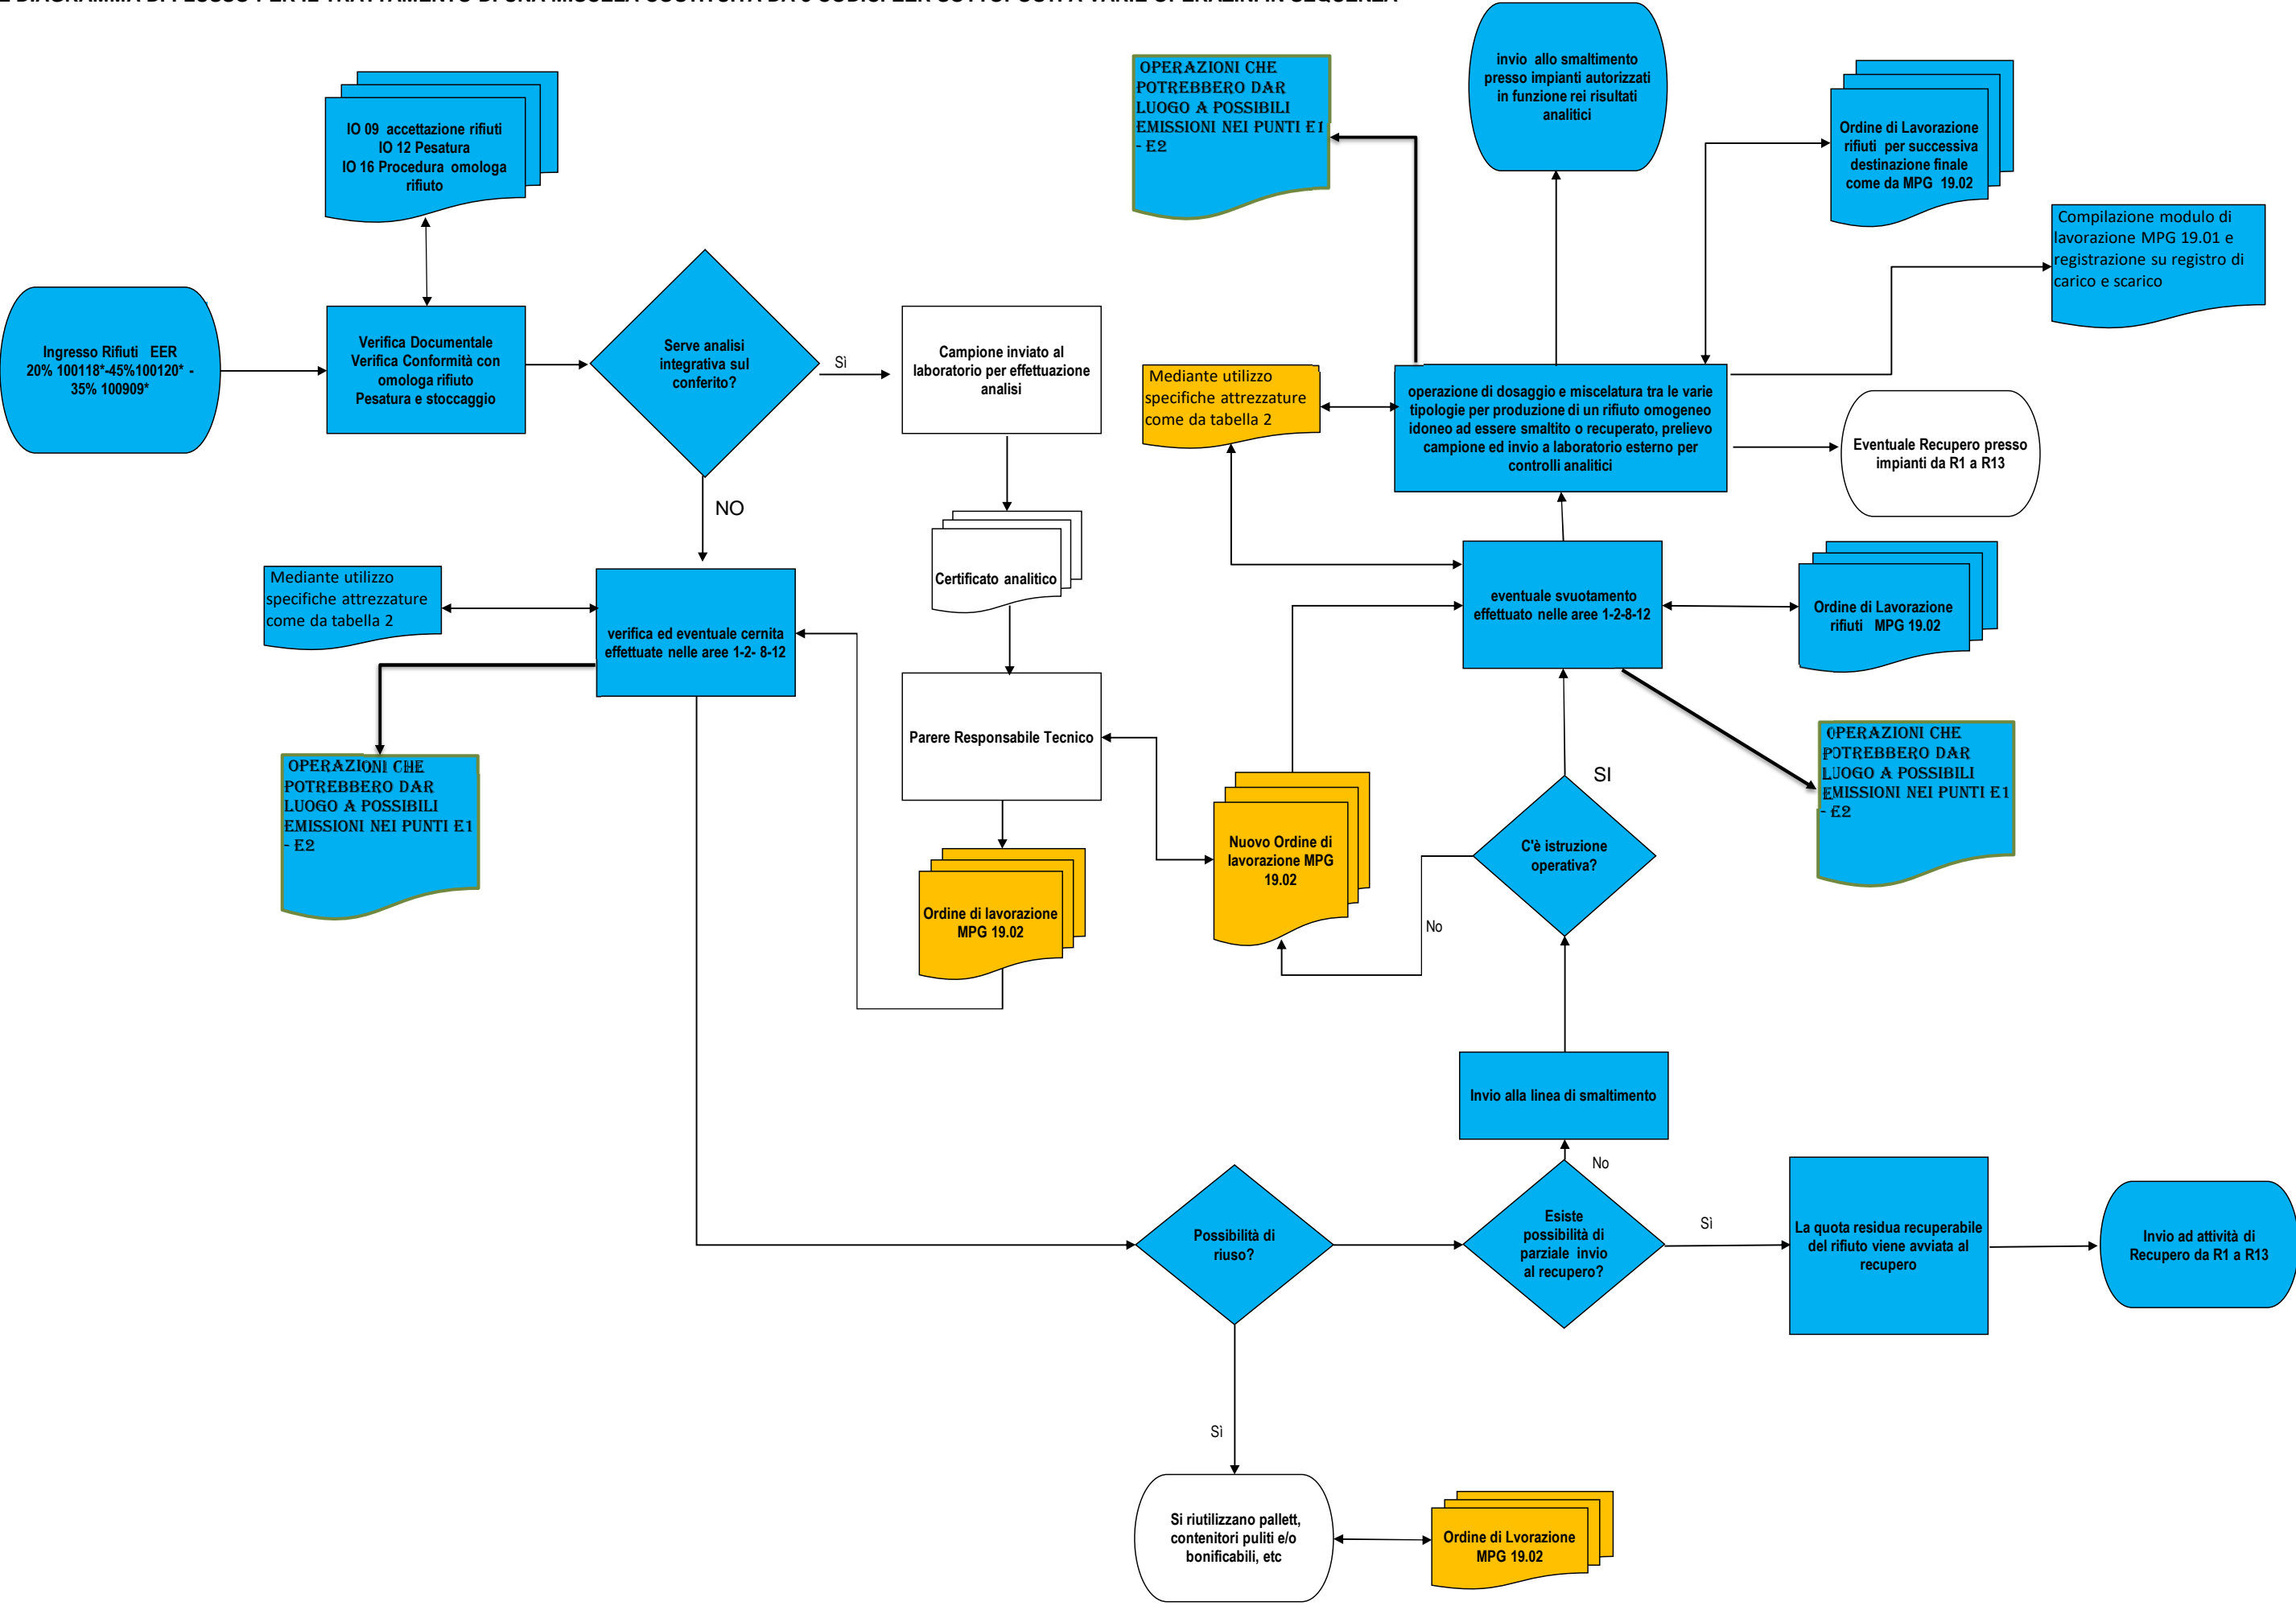 OPERAZIONI CHE
POTREBBERO DAR
LUOGO A POSSIBILI
EMISSIONI NEI PUNTI E1
- E2
invio allo smaltimento
presso impianti autorizzati
in funzione rei risultati
analitici
IO 09 accettazione rifiuti
IO 12 Pesatura
IO 16 Procedura omologa
rifiuto
Ordine di Lavorazione
rifiuti per successiva
destinazione finale
come da MPG 19.02
Compilazione modulo di
lavorazione MPG 19.01 e
registrazione su registro di
carico e scarico
Ingresso Rifiuti EER
20% 100118*-45%100120* -
35% 100909*
Verifica Documentale
Verifica Conformità con
omologa rifiuto
Pesatura e stoccaggio
Serve analisi
integrativa sul
conferito?
Sì
Campione inviato al
laboratorio per effettuazione
analisi
Mediante utilizzo
specifiche attrezzature
come da tabella 2
operazione di dosaggio e miscelatura tra le varie
tipologie per produzione di un rifiuto omogeneo
idoneo ad essere smaltito o recuperato, prelievo
campione ed invio a laboratorio esterno per
controlli analitici
Eventuale Recupero presso
impianti da R1 a R13
NO
Mediante utilizzo
specifiche attrezzature
come da tabella 2
verifica ed eventuale cernita
effettuate nelle aree 1-2- 8-12
Certificato analitico
eventuale svuotamento
effettuato nelle aree 1-2-8-12
Ordine di Lavorazione
rifiuti MPG 19.02
OPERAZIONI CHE
POTREBBERO DAR
LUOGO A POSSIBILI
EMISSIONI NEI PUNTI E1
- E2
Parere Responsabile Tecnico
Ordine di lavorazione
MPG 19.02
Nuovo Ordine di
lavorazione MPG
19.02
SI
C'è istruzione
operativa?
No
OPERAZIONI CHE
POTREBBERO DAR
LUOGO A POSSIBILI
EMISSIONI NEI PUNTI E1
- E2
Invio alla linea di smaltimento
No
Possibilità di
riuso?
Esiste
possibilità di
parziale invio
al recupero?
Sì
La quota residua recuperabile
del rifiuto viene avviata al
recupero
Invio ad attività di
Recupero da R1 a R13
Sì
Si riutilizzano pallett,
contenitori puliti e/o
bonificabili, etc
Ordine di Lvorazione
MPG 19.02